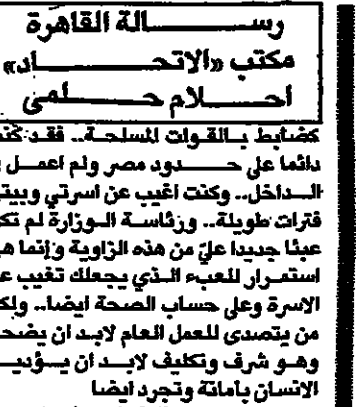 رسالة القاهرة
مكتب «الاتحاد»
احلام حلمى
كضابط بالقوات المسلحة.. فقد كنت
دائما على حدود مصر ولم اعمل
الداخل.. وكنت اغيب عن اسرتي وبيتي
فترات طويلة.. ورئاسة الوزارة لم تكن
عبئا جديدا عليّ من هذه الزاوية وإنما هي
استمرار للعبء الذي يجعلك تغيب عن
الاسرة وعلى حساب الصحة ايضا.. ولكن
من يتصدى للعمل العام لابد ان يضحي
وهو شرف وتكليف لابد ان يؤديه
الانسان بامانة وتجرد ايضا